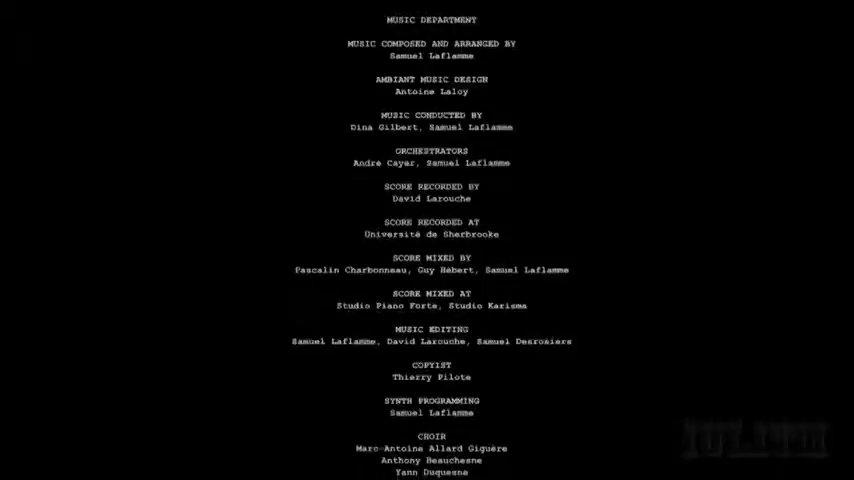 MUSIC DEPARTMENT
MUSIC COMPOSED AND ARRANGED BY
Samuel Laflamme
AMBIANT MUSIC DESIGN
Antoine Laloy
MUSIC CONDUCTED BY
Dina Gilbert, Samuel Laflamme
ORCHESTRATORS
André Cayer, Samuel Laflamme
SCORE RECORDED BY
David Larouche
SCORE RECORDED AT
Université de Sherbrooke
SCORE MIXED BY
Pascalin Charbonneau, Guy Hébert, Samuel Laflamme
SCORE MIXED AT
Studio Piano Forte, Studio Karisma
MUSIC EDITING
Samuel Laflamme, David Larouche, Samuel Desrosiers
COPYIST
Thierry Pilote
SYNTH PROGRAMMING
Samuel Laflamme
CHOIR
Marc-Antoine Allard Giguère
Anthony Beauchesne
Yann Duquesne